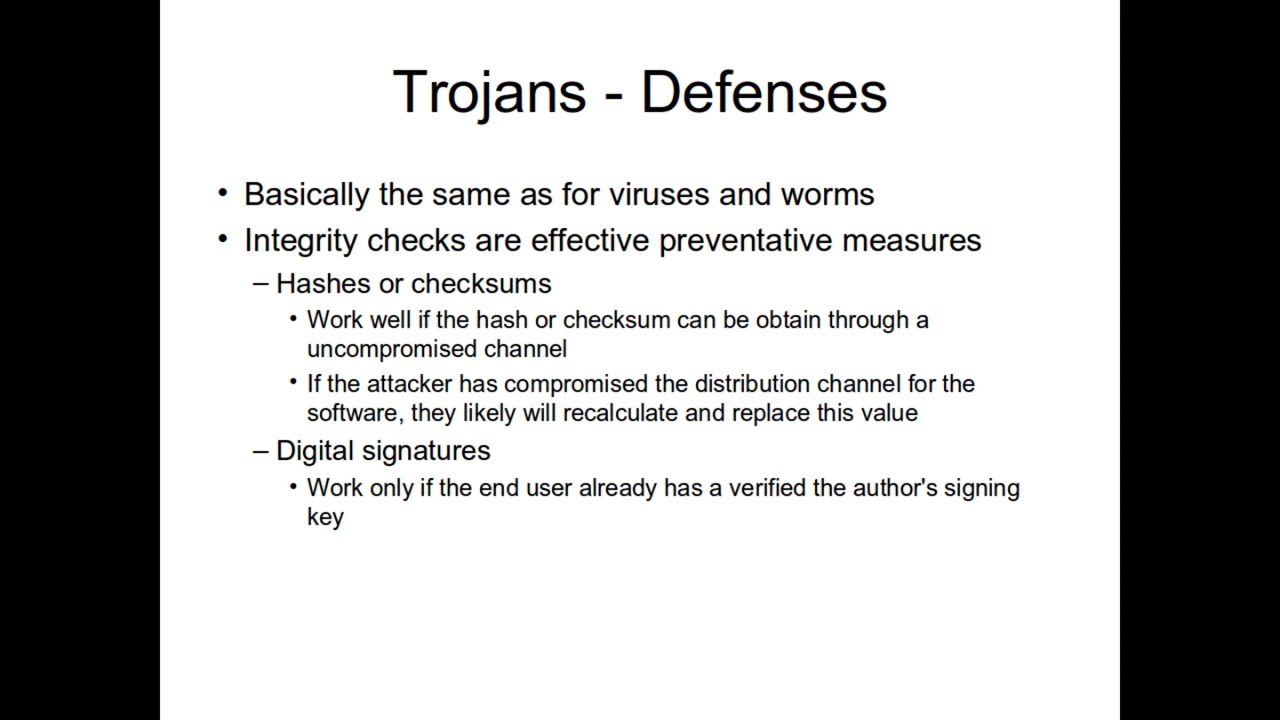 Trojans - Defenses
• Basically the same as for viruses and worms
• Integrity checks are effective preventative measures
– Hashes or checksums
• Work well if the hash or checksum can be obtain through a
uncompromised channel
• If the attacker has compromised the distribution channel for the
software, they likely will recalculate and replace this value
– Digital signatures
• Work only if the end user already has a verified the author's signing
key